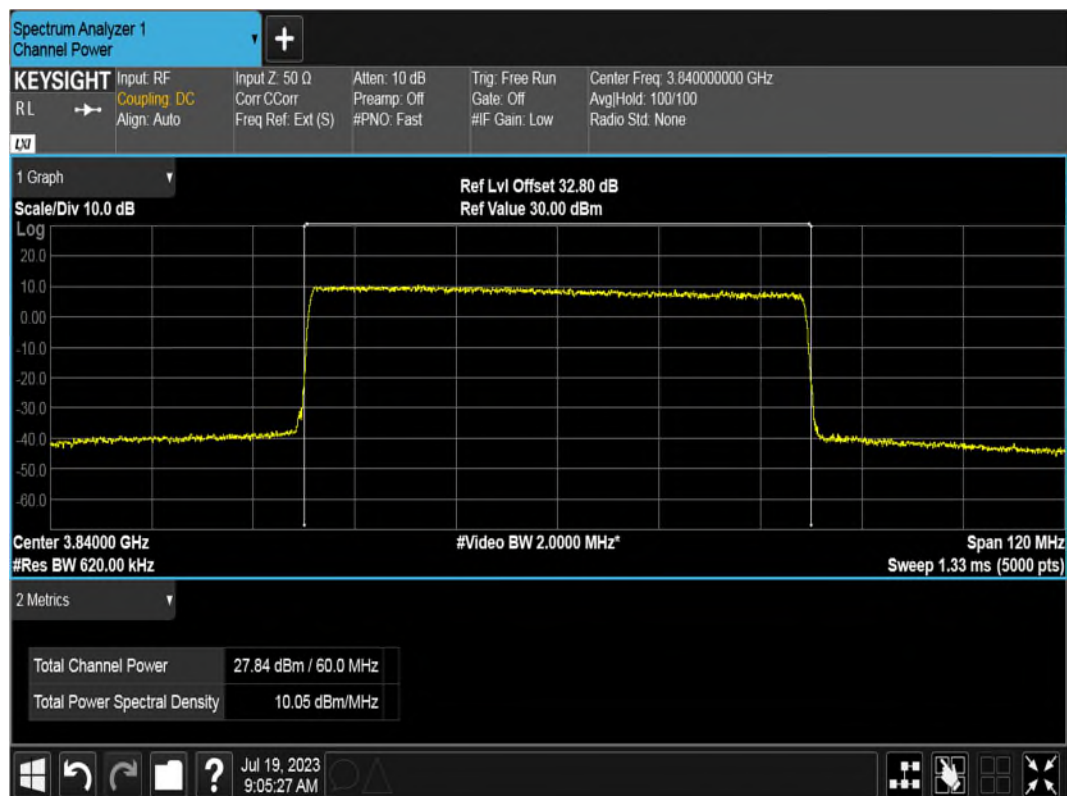 Spectrum Analyzer 1
Channel Power
+
KEYSIGHT
RL
LXI
Input: RF
Coupling: DC
Align: Auto
Input Z: 50 Ω
Corr CCorr
Freq Ref: Ext (S)
Atten: 10 dB
Preamp: Off
#PNO: Fast
Trig: Free Run
Gate: Off
#IF Gain: Low
Center Freq: 3.840000000 GHz
Avg|Hold: 100/100
Radio Std: None
1 Graph
Scale/Div 10.0 dB
Ref Lvl Offset 32.80 dB
Ref Value 30.00 dBm
Log
20.0
10.0
0.00
-10.0
-20.0
-30.0
-40.0
-50.0
-60.0
Center 3.84000 GHz
#Res BW 620.00 kHz
#Video BW 2.0000 MHz*
Span 120 MHz
Sweep 1.33 ms (5000 pts)
2 Metrics
Total Channel Power 27.84 dBm / 60.0 MHz
Total Power Spectral Density 10.05 dBm/MHz
?
Jul 19, 2023
9:05:27 AM